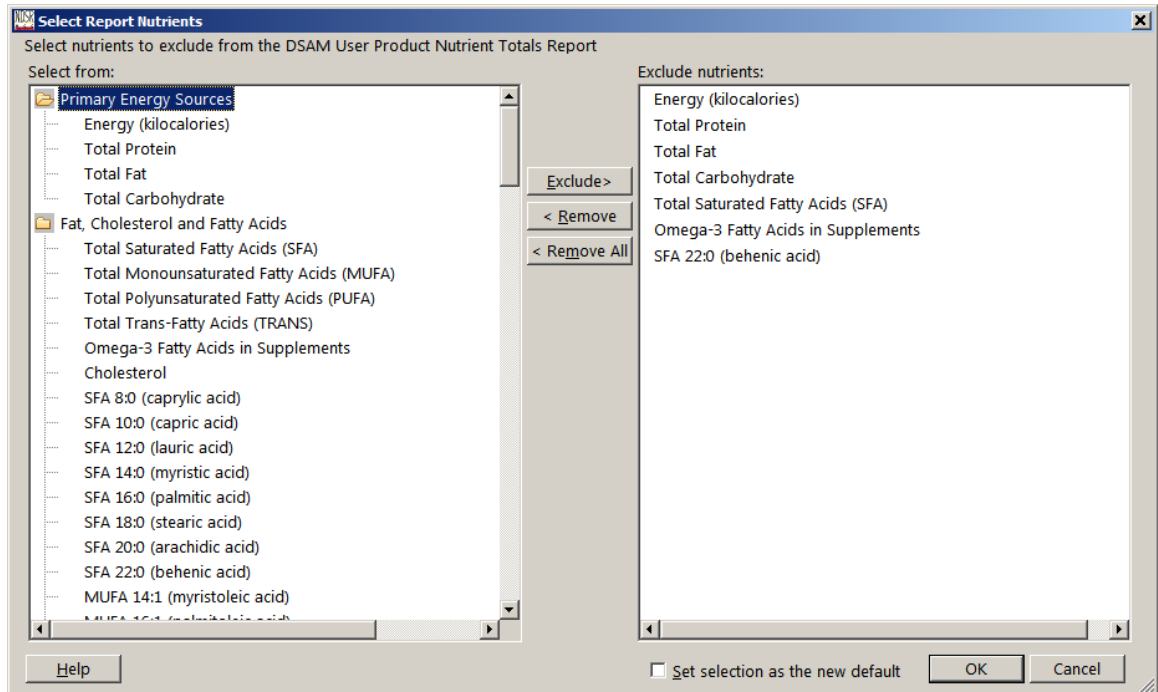 Select Report Nutrients
Select nutrients to exclude from the DSAM User Product Nutrient Totals Report
Select from:
Primary Energy Sources
Energy (kilocalories)
Total Protein
Total Fat
Total Carbohydrate
Fat, Cholesterol and Fatty Acids
Total Saturated Fatty Acids (SFA)
Total Monounsaturated Fatty Acids (MUFA)
Total Polyunsaturated Fatty Acids (PUFA)
Total Trans-Fatty Acids (TRANS)
Omega-3 Fatty Acids in Supplements
Cholesterol
SFA 8:0 (caprylic acid)
SFA 10:0 (capric acid)
SFA 12:0 (lauric acid)
SFA 14:0 (myristic acid)
SFA 16:0 (palmitic acid)
SFA 18:0 (stearic acid)
SFA 20:0 (arachidic acid)
SFA 22:0 (behenic acid)
MUFA 14:1 (myristoleic acid)
Exclude>
< Remove
< Remove All
Exclude nutrients:
Energy (kilocalories)
Total Protein
Total Fat
Total Carbohydrate
Total Saturated Fatty Acids (SFA)
Omega-3 Fatty Acids in Supplements
SFA 22:0 (behenic acid)
Help
Set selection as the new default
OK
Cancel